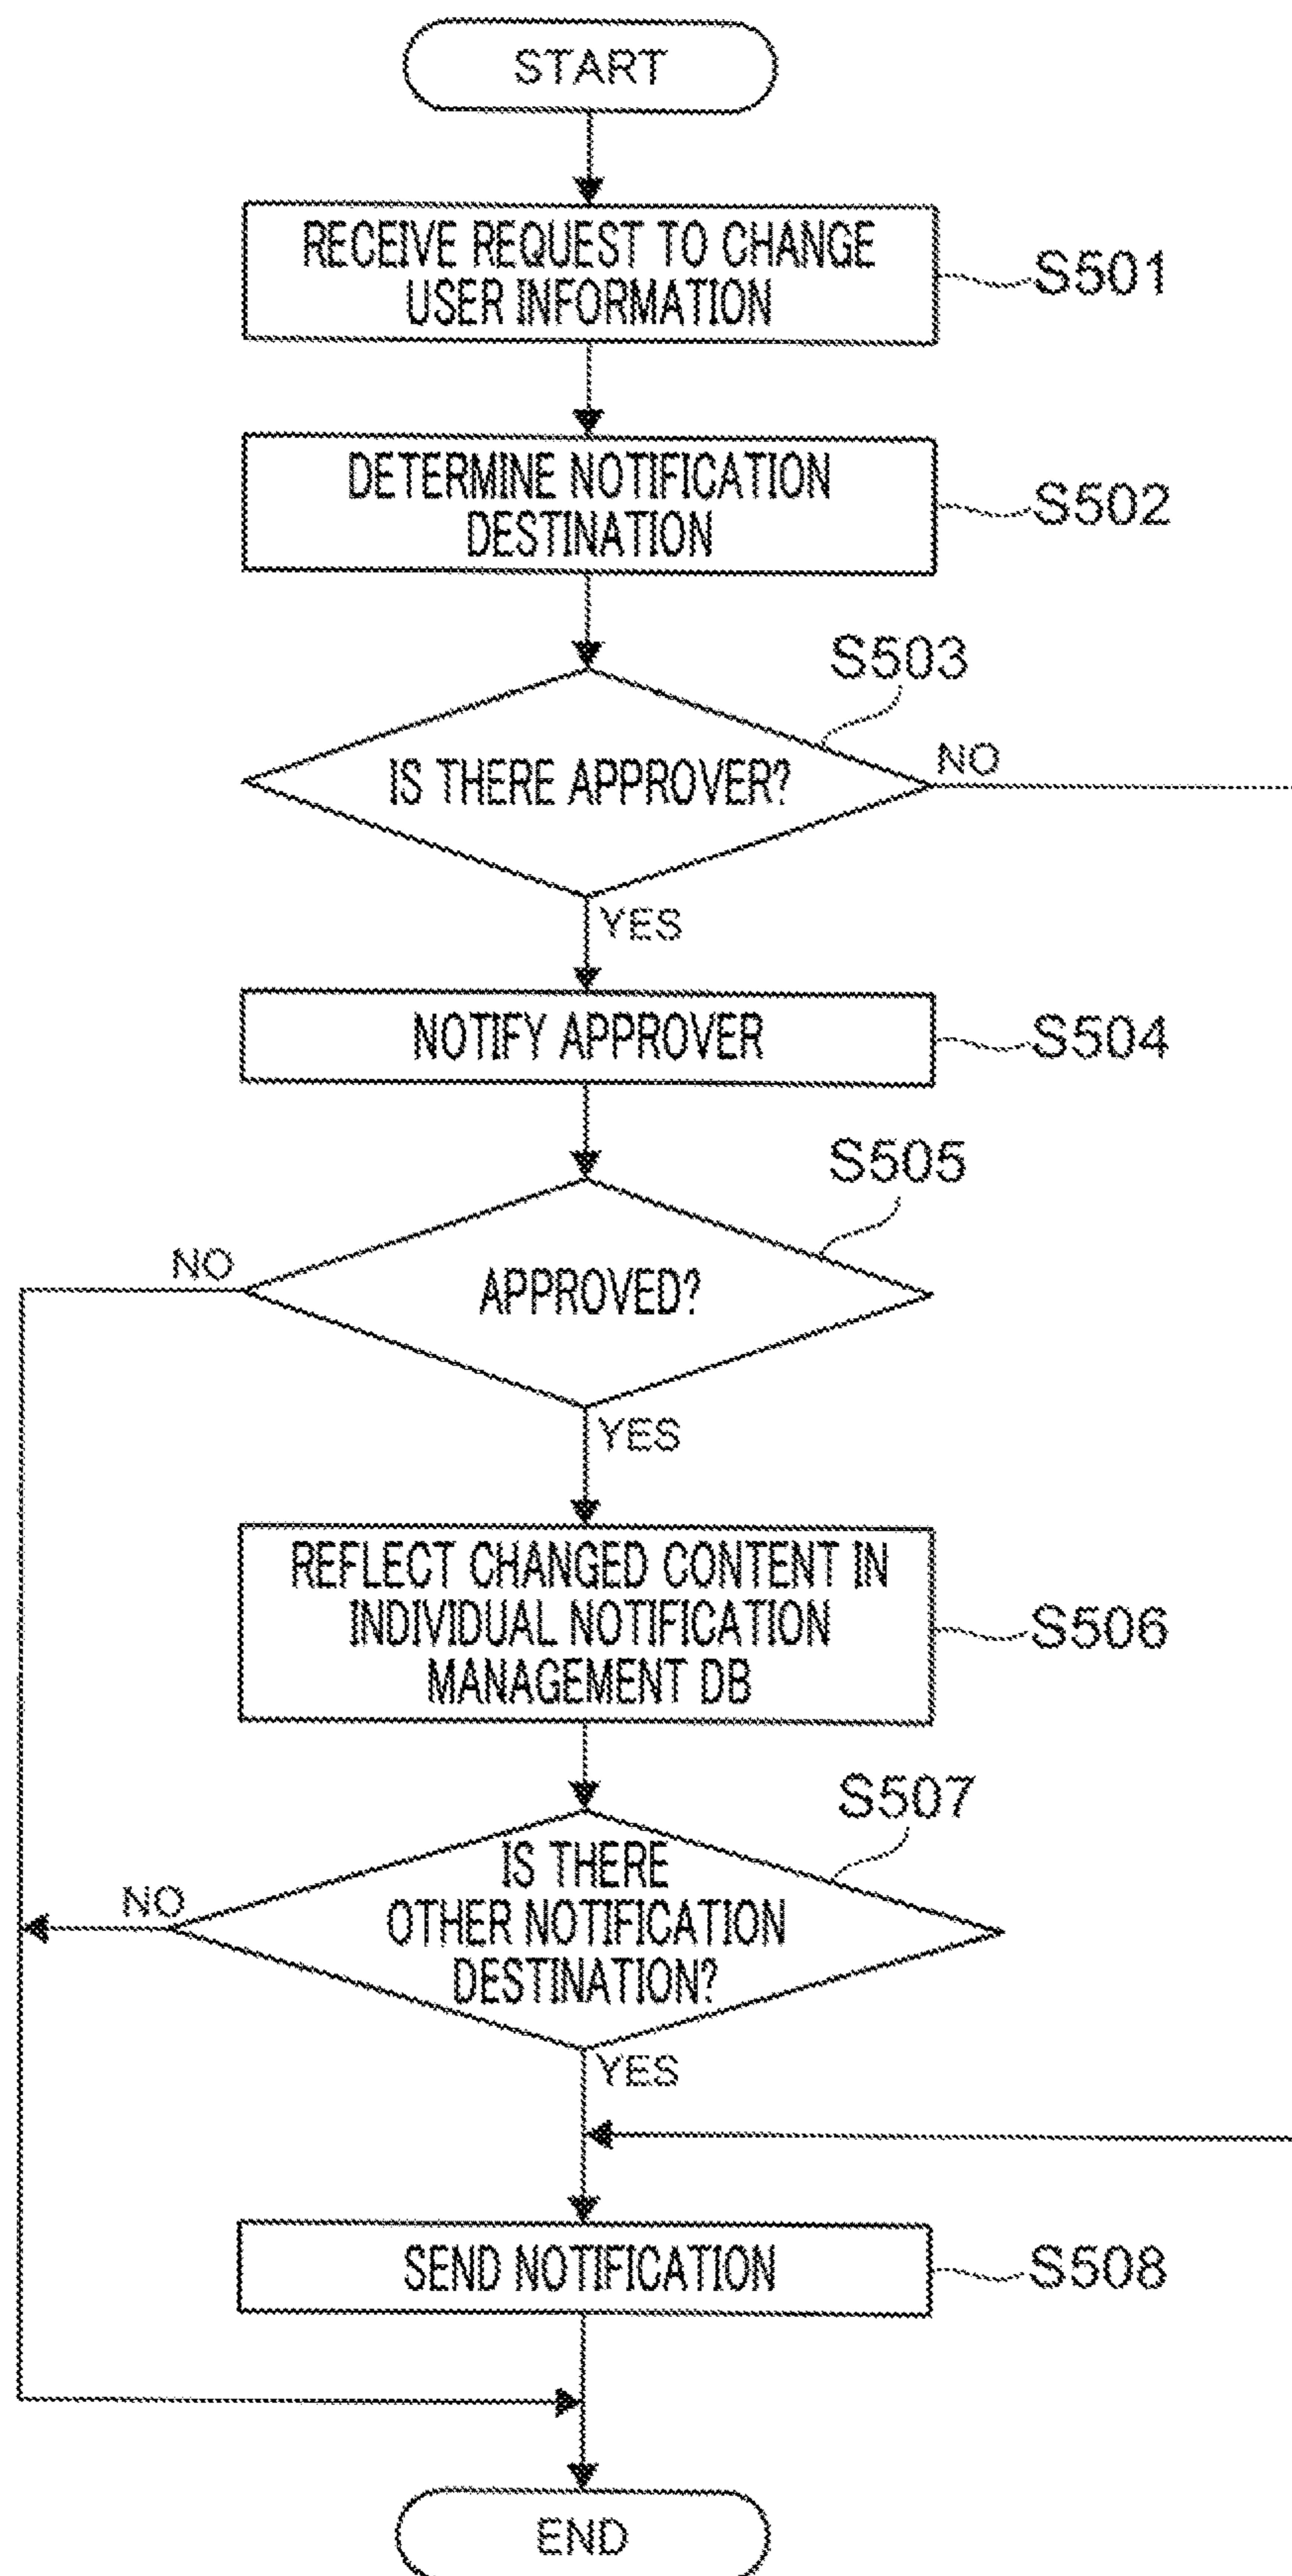 START
RECEIVE REQUEST TO CHANGE
USER INFORMATION
S501
DETERMINE NOTIFICATION
DESTINATION
S502
S503
IS THERE APPROVER?
NO
YES
NOTIFY APPROVER
S504
S505
NO
APPROVED?
YES
REFLECT CHANGED CONTENT IN
INDIVIDUAL NOTIFICATION
MANAGEMENT DB
S506
S507
IS THERE
OTHER NOTIFICATION
DESTINATION?
NO
YES
SEND NOTIFICATION
S508
END